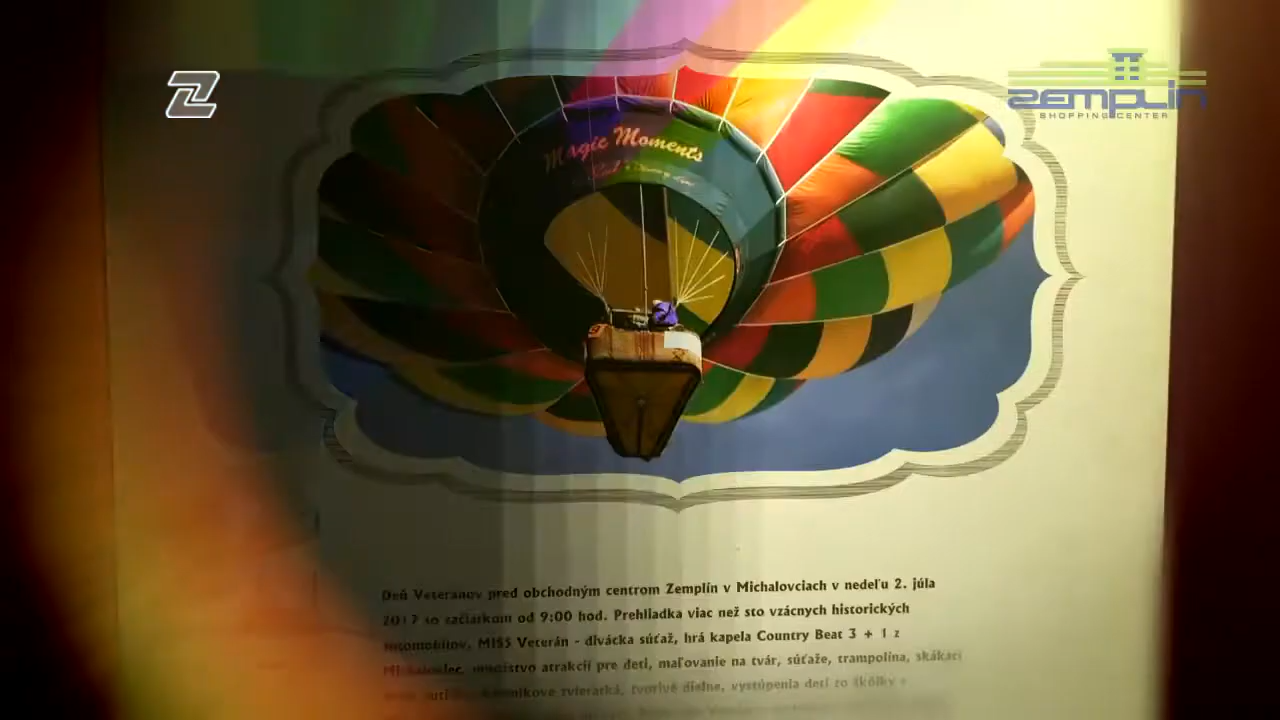 Z
ZEMPLIN
SHOPPING CENTER
Magic Moments
Deň Veteranov pred obchodným centrom Zemplín v Michalovciach v nedeľu 2. júla
2017 so začiatkom od 9:00 hod. Prehliadka viac než sto vzácnych historických
automobilov, MISS Veterán - divácka súťaž, hrá kapela Country Beat 3 + 1 z
Michaloviec, množstvo atrakcií pre deti, maľovanie na tvár, súťaže, trampolína, skákací
zvieratká, tvorivé dielne, vystúpenia detí zo škôlky